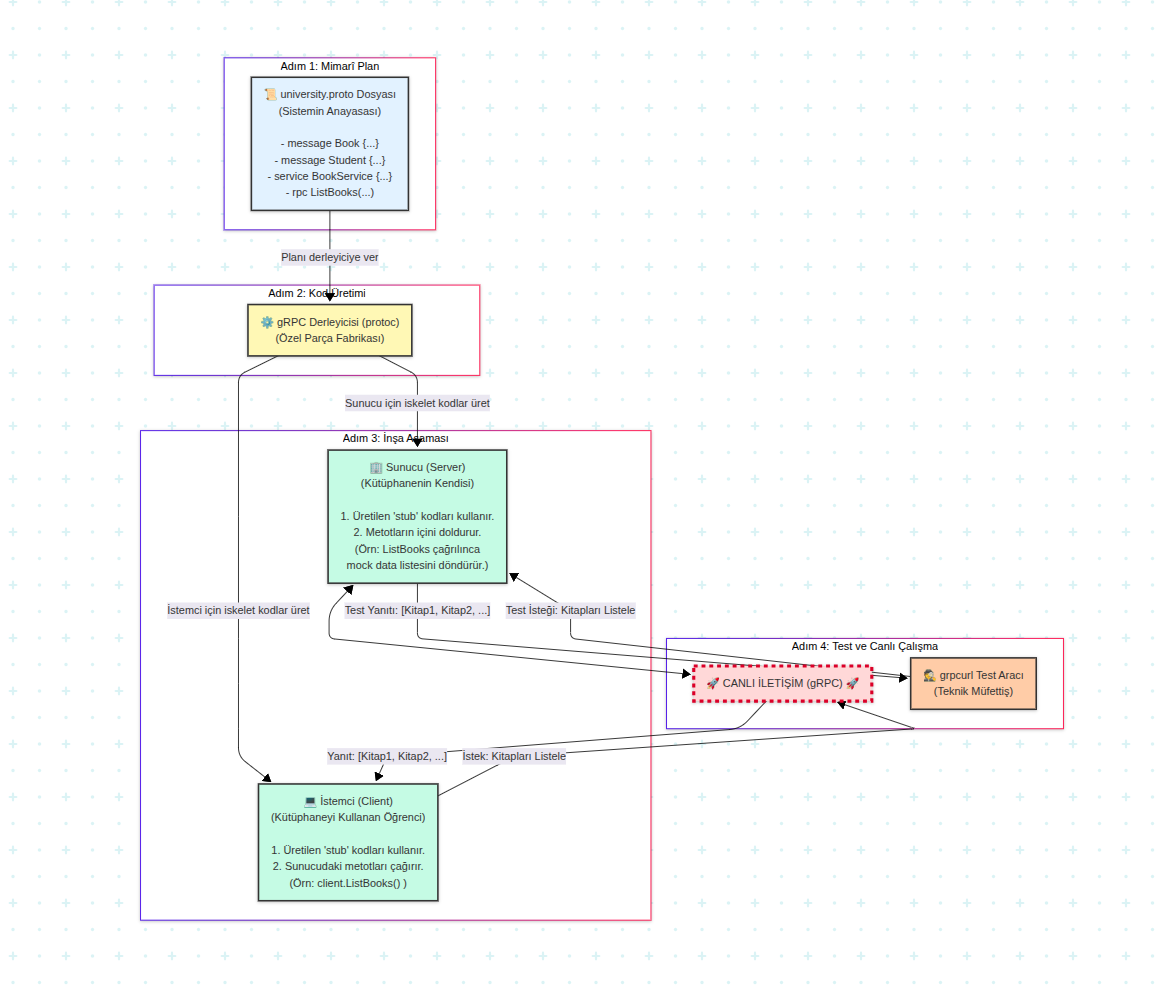 Adım 1: Mimarî Plan
📜 university.proto Dosyası
(Sistemin Anayasası)
- message Book {...}
- message Student {...}
- service BookService {...}
- rpc ListBooks(...)
Planı derleyiciye ver
Adım 2: Kod Üretimi
⚙️ gRPC Derleyicisi (protoc)
(Özel Parça Fabrikası)
Sunucu için iskelet kodlar üret
Adım 3: İnşa Aşaması
🏢 Sunucu (Server)
(Kütüphanenin Kendisi)
1. Üretilen 'stub' kodları kullanır.
2. Metotların içini doldurur.
(Örn: ListBooks çağrılınca
mock data listesini döndürür.)
İstemci için iskelet kodlar üret
Test Yanıtı: [Kitap1, Kitap2, ...]
Test İsteği: Kitapları Listele
Adım 4: Test ve Canlı Çalışma
🚀 CANLI İLETİŞİM (gRPC) 🚀
🕵️ grpcurl Test Aracı
(Teknik Müfettiş)
Yanıt: [Kitap1, Kitap2, ...]
İstek: Kitapları Listele
💻 İstemci (Client)
(Kütüphaneyi Kullanan Öğrenci)
1. Üretilen 'stub' kodları kullanır.
2. Sunucudaki metotları çağırır.
(Örn: client.ListBooks() )